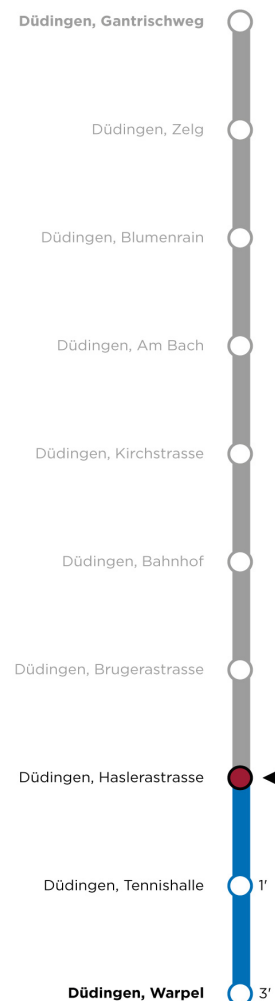 Düdingen, Gantrischweg
Düdingen, Zelg
Düdingen, Blumenrain
Düdingen, Am Bach
Düdingen, Kirchstrasse
Düdingen, Bahnhof
Düdingen, Brugerastrasse
Düdingen, Haslerastrasse
Düdingen, Tennishalle 1'
Düdingen, Warpel 3'